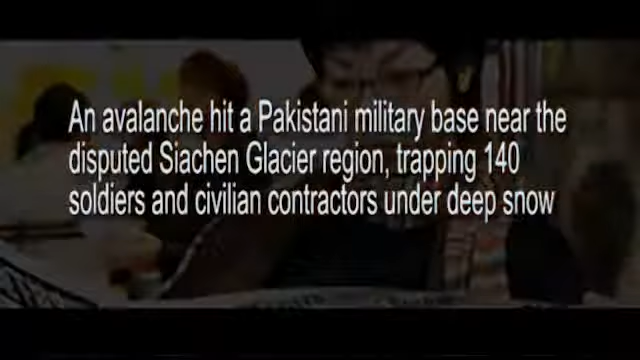 An avalanche hit a Pakistani military base near the
disputed Siachen Glacier region, trapping 140
soldiers and civilian contractors under deep snow